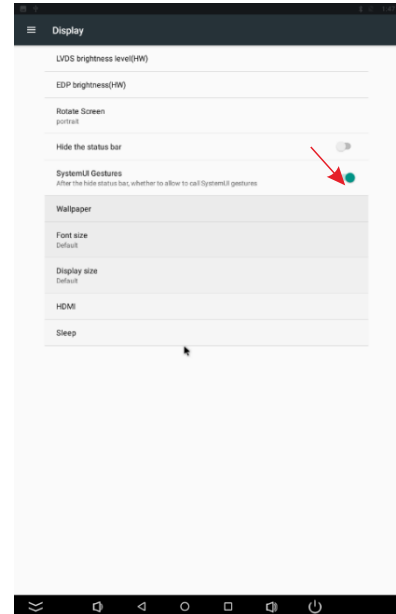 1:47
Display
LVDS brightness level(HW)
EDP brightness(HW)
Rotate Screen
portrait
Hide the status bar
SystemUI Gestures
After the hide status bar, whether to allow to call SystemUI gestures
Wallpaper
Font size
Default
Display size
Default
HDMI
Sleep